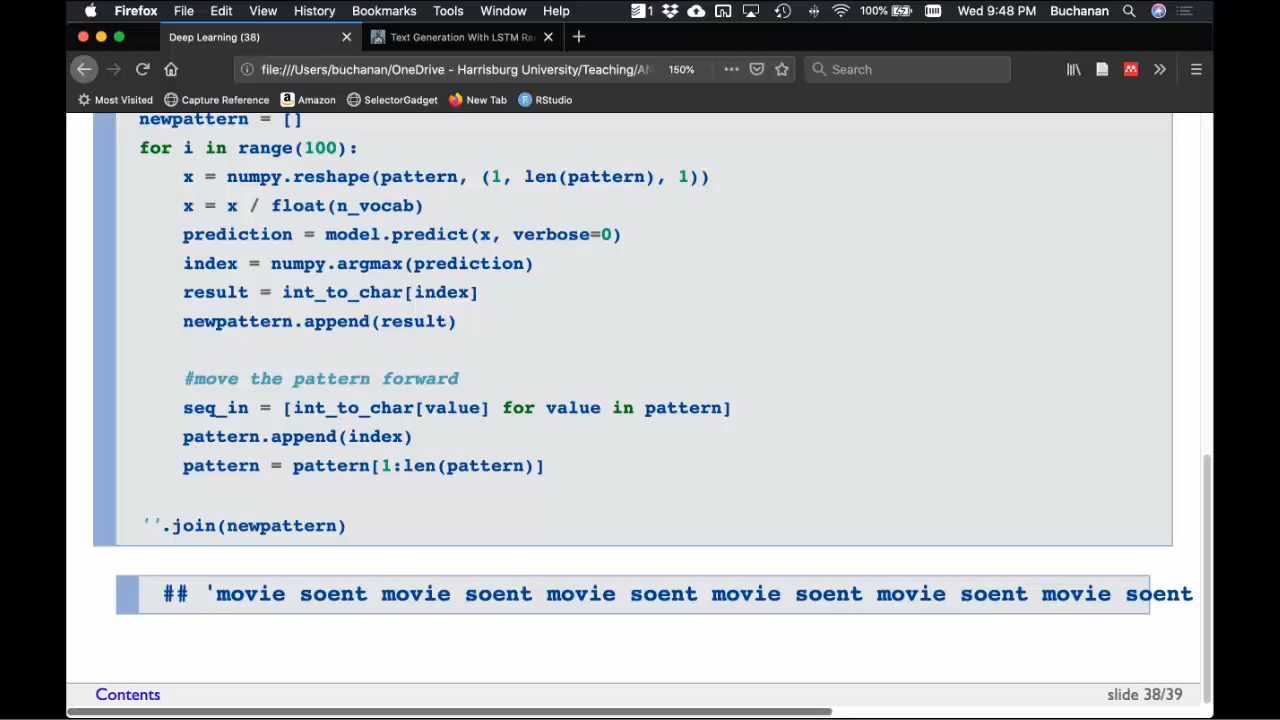 Firefox File Edit View History Bookmarks Tools Window Help 1 100% Wed 9:48 PM Buchanan
Deep Learning (38) Text Generation With LSTM
file:///Users/buchanan/OneDrive - Harrisburg University/Teaching/AN 150% Search
Most Visited Capture Reference Amazon SelectorGadget New Tab RStudio
newpattern = []
for i in range(100):
x = numpy.reshape(pattern, (1, len(pattern), 1))
x = x / float(n_vocab)
prediction = model.predict(x, verbose=0)
index = numpy.argmax(prediction)
result = int_to_char[index]
newpattern.append(result)
#move the pattern forward
seq_in = [int_to_char[value] for value in pattern]
pattern.append(index)
pattern = pattern[1:len(pattern)]
''.join(newpattern)
## 'movie soent movie soent movie soent movie soent movie soent movie soent
Contents slide 38/39